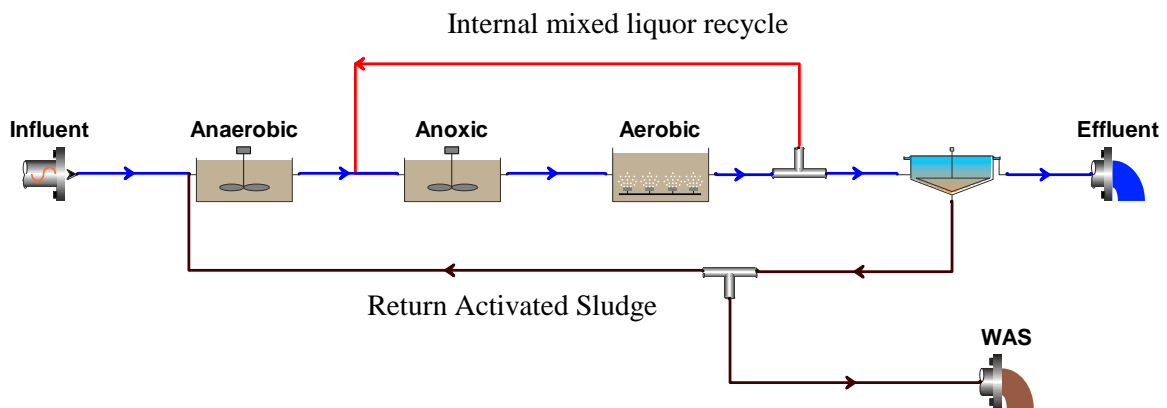 Internal mixed liquor recycle
Influent
Anaerobic
Anoxic
Aerobic
Effluent
Return Activated Sludge
WAS